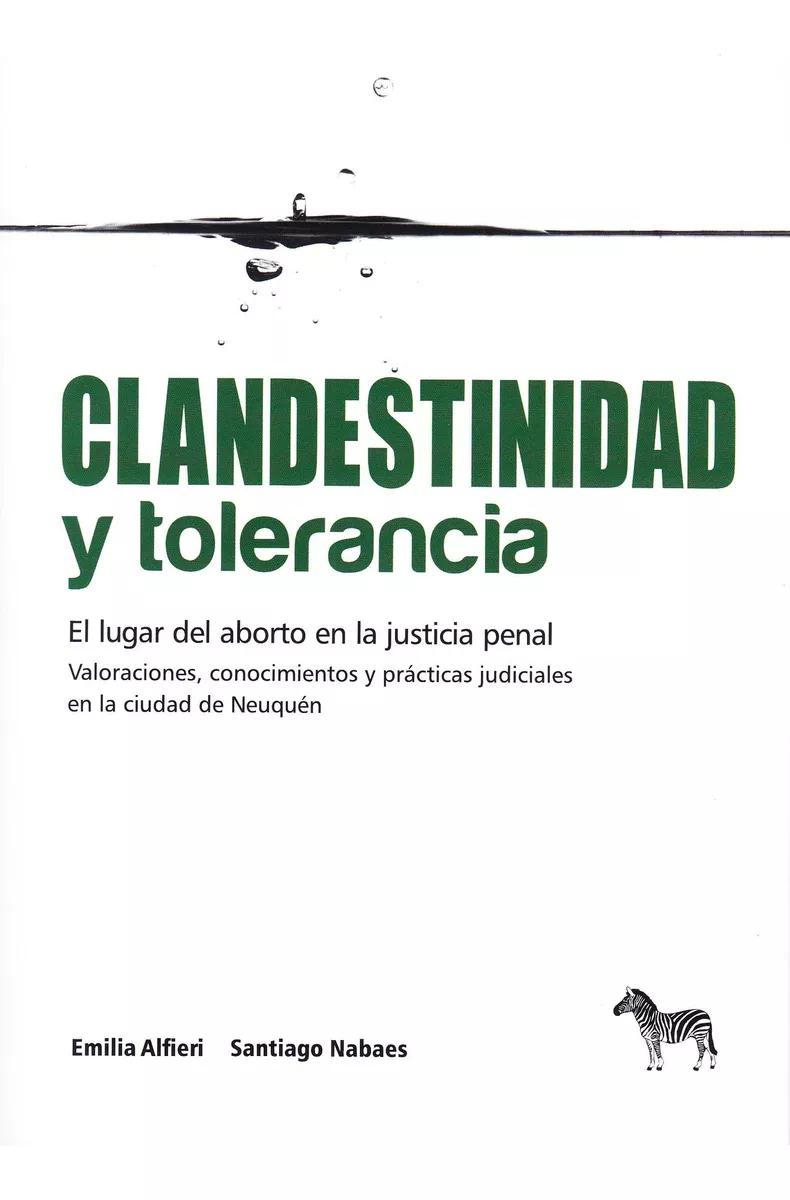 CLANDESTINIDAD
y tolerancia
El lugar del aborto en la justicia penal
Valoraciones, conocimientos y prácticas judiciales
en la ciudad de Neuquén
Emilia Alfieri Santiago Nabaes